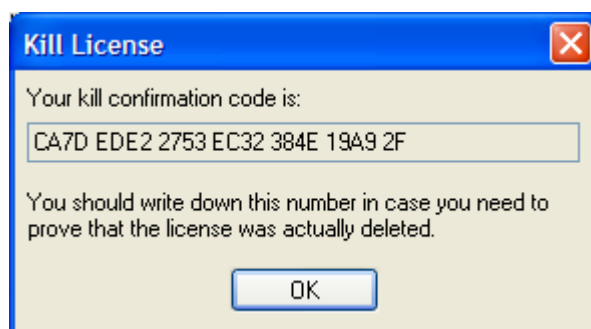 Kill License
Your kill confirmation code is:
CA7D EDE2 2753 EC32 384E 19A9 2F
You should write down this number in case you need to
prove that the license was actually deleted.
OK